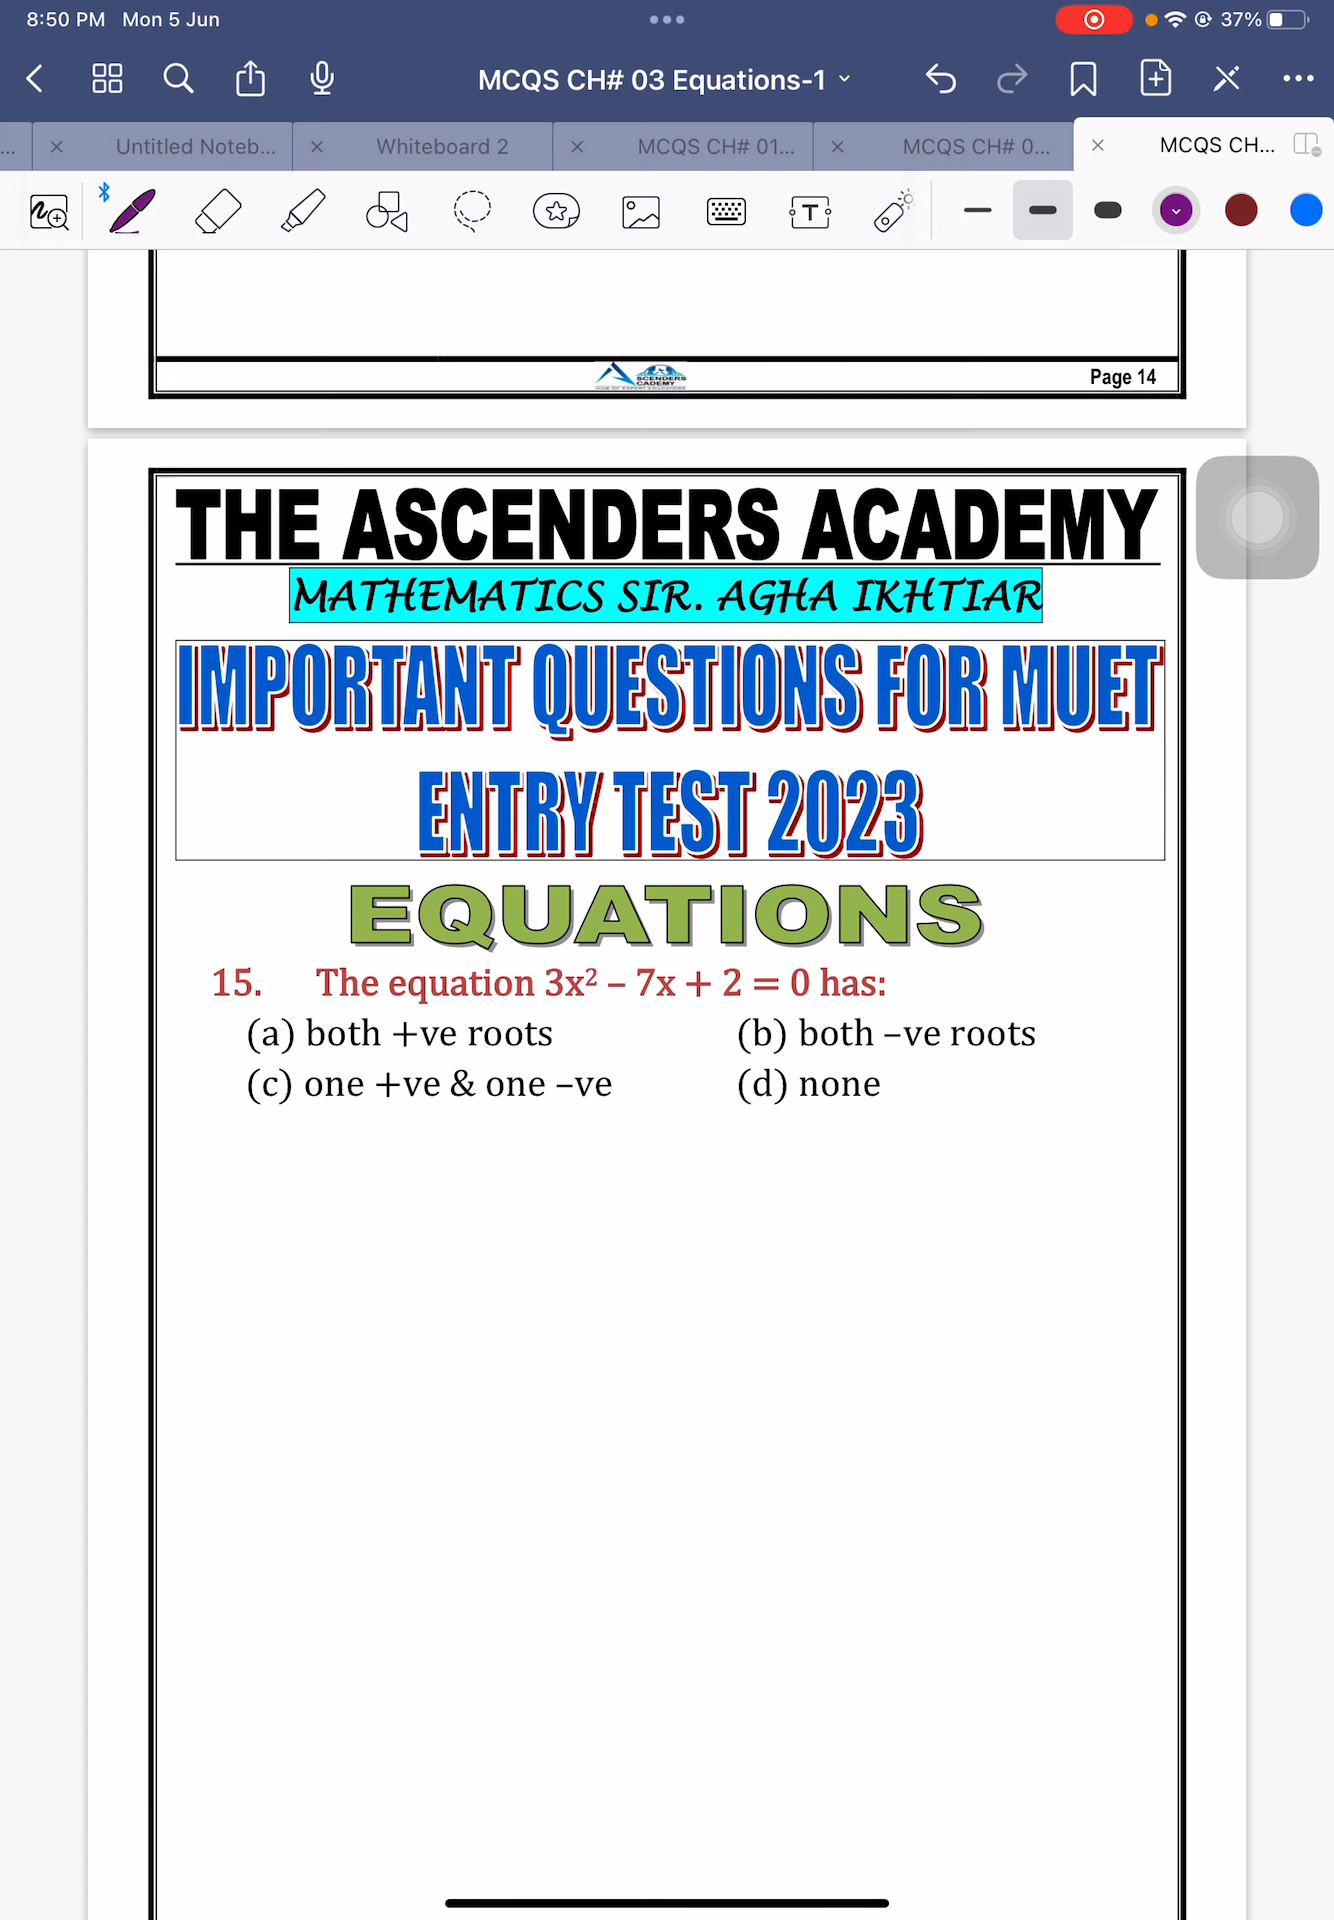 8:50 PM Mon 5 Jun
37%
MCQS CH# 03 Equations-1
... Untitled Noteb... Whiteboard 2 MCQS CH# 01... MCQS CH# 0... MCQS CH...
T
SCENDERS
CADEMY
Page 14
THE ASCENDERS ACADEMY
MATHEMATICS SIR. AGHA IKHTIAR
IMPORTANT QUESTIONS FOR MUET
ENTRY TEST 2023
EQUATIONS
15. The equation 3x² – 7x + 2 = 0 has:
(a) both +ve roots (b) both –ve roots
(c) one +ve & one –ve (d) none